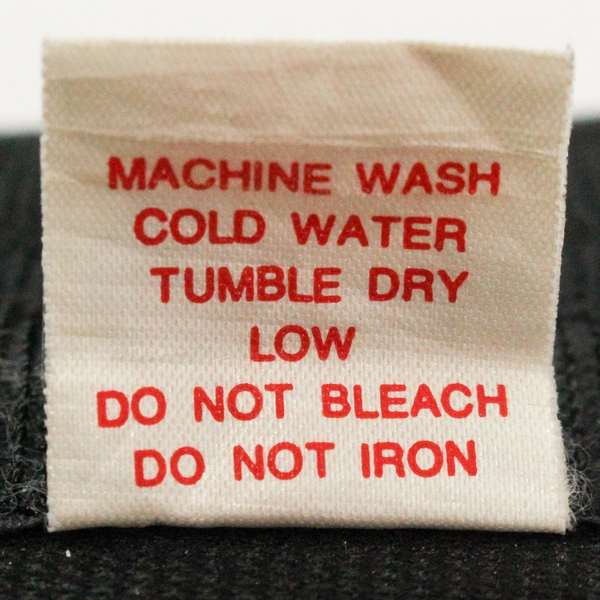 MACHINE WASH
COLD WATER
TUMBLE DRY
LOW
DO NOT BLEACH
DO NOT IRON